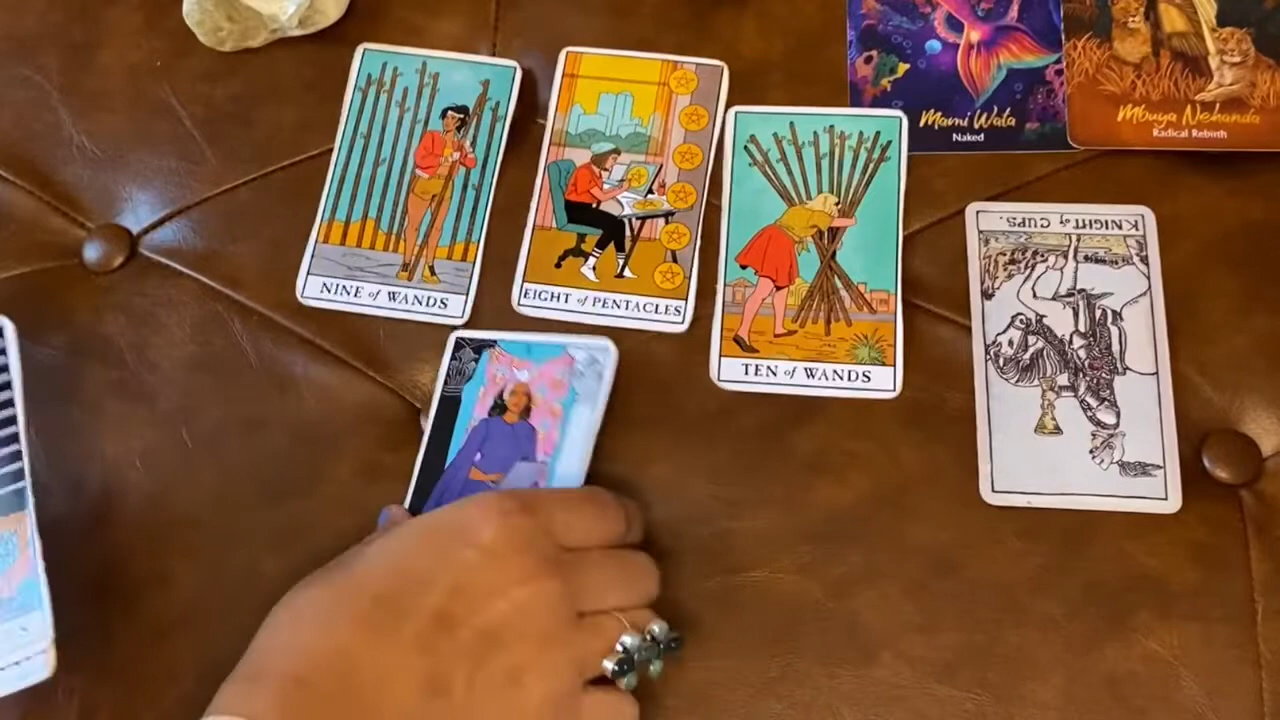 Mami Wata
Naked
Mbuya Nehanda
Radical Rebirth
NINE of WANDS
EIGHT of PENTACLES
TEN of WANDS
KNIGHT of CUPS.